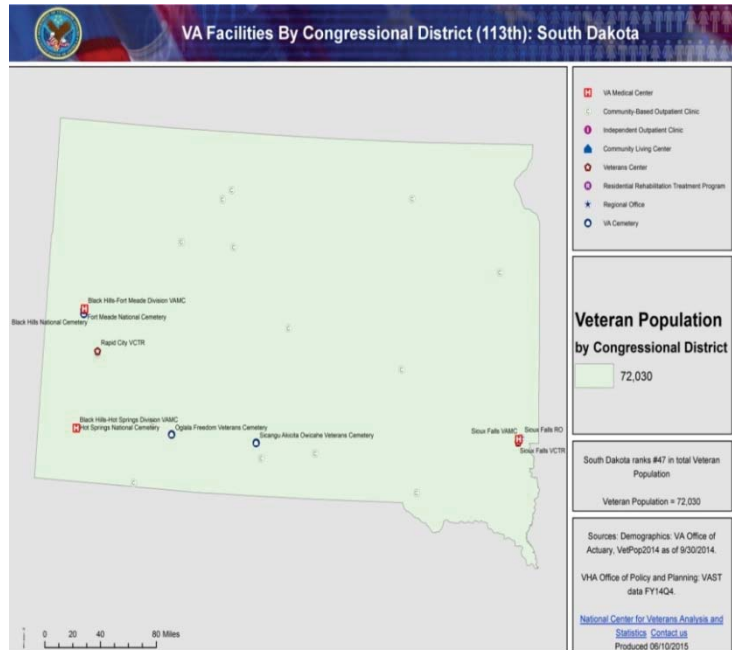 VA Facilities By Congressional District (113th): South Dakota
VA Medical Center
Community-Based Outpatient Clinic
Independent Outpatient Clinic
Community Living Center
Veterans Center
Residential Rehabilitation Treatment Program
Regional Office
VA Cemetery
Black Hills-Fort Meade Division VAMC
Fort Meade National Cemetery
Black Hills National Cemetery
Rapid City VCTR
Black Hills-Hot Springs Division VAMC
Hot Springs National Cemetery
Oglala Freedom Veterans Cemetery
Sicangu Akicita Owicahe Veterans Cemetery
Sioux Falls VAMC
Sioux Falls RO
Sioux Falls VCTR
Veteran Population
by Congressional District
72,030
South Dakota ranks #47 in total Veteran
Population
Veteran Population = 72,030
Sources: Demographics: VA Office of
Actuary, VetPop2014 as of 9/30/2014.
VHA Office of Policy and Planning: VAST
data FY14Q4.
National Center for Veterans Analysis and
Statistics Contact us
Produced 06/10/2015
0 20 40 80 Miles